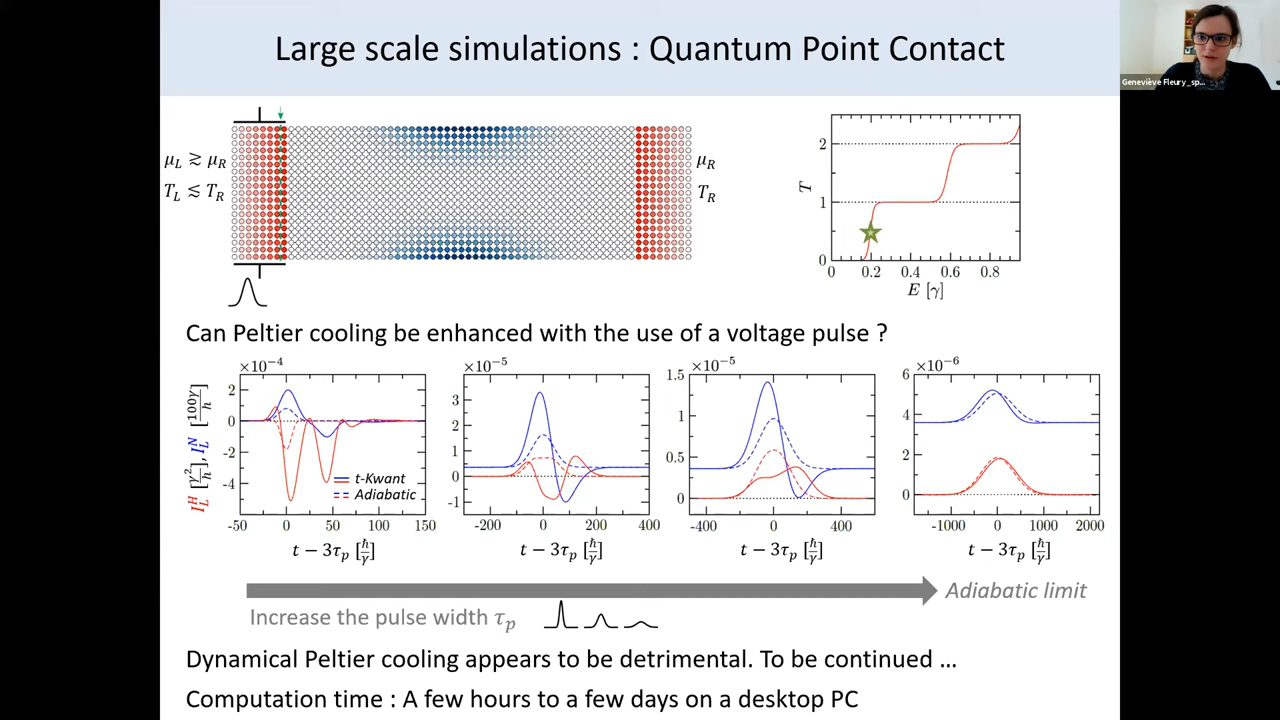 Large scale simulations : Quantum Point Contact
Geneviève Fleury_sp...
μ_L ≷ μ_R
T_L ≲ T_R
μ_R
T_R
T
2
1
0
0 0.2 0.4 0.6 0.8
E [γ]
Can Peltier cooling be enhanced with the use of a voltage pulse ?
I_L^H [γ²/h], I_L^N [100γ/h]
×10⁻⁴
2
0
-2
-4
t-Kwant
Adiabatic
-50 0 50 100 150
t − 3τ_p [ħ/γ]
×10⁻⁵
3
2
1
0
-1
-200 0 200 400
t − 3τ_p [ħ/γ]
×10⁻⁵
1.5
1
0.5
0
-400 0 400
t − 3τ_p [ħ/γ]
×10⁻⁶
6
4
2
0
-1000 0 1000 2000
t − 3τ_p [ħ/γ]
Adiabatic limit
Increase the pulse width τ_p
Dynamical Peltier cooling appears to be detrimental. To be continued ...
Computation time : A few hours to a few days on a desktop PC